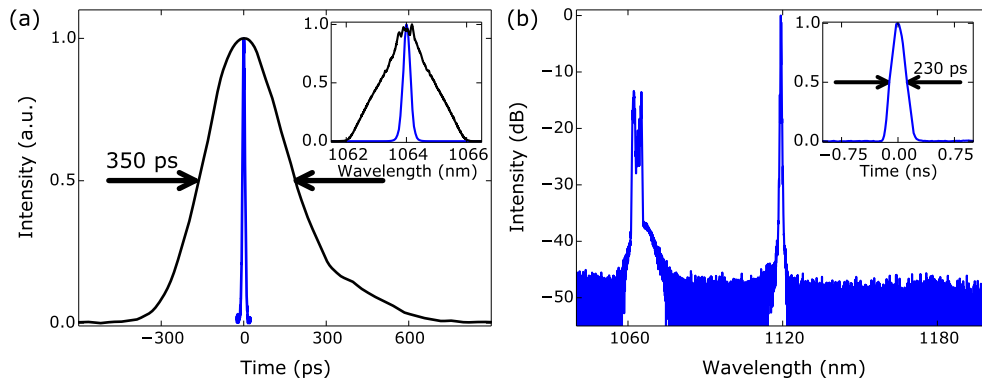 (a)
Intensity (a.u.)
1.0
0.5
0.0
350 ps
−300
0
300
600
Time (ps)
1.0
0.5
0.0
1062
1064
1066
Wavelength (nm)
(b)
Intensity (dB)
0
−10
−20
−30
−40
−50
1060
1120
1180
Wavelength (nm)
1.0
0.5
0.0
230 ps
−0.75
0.00
0.75
Time (ns)